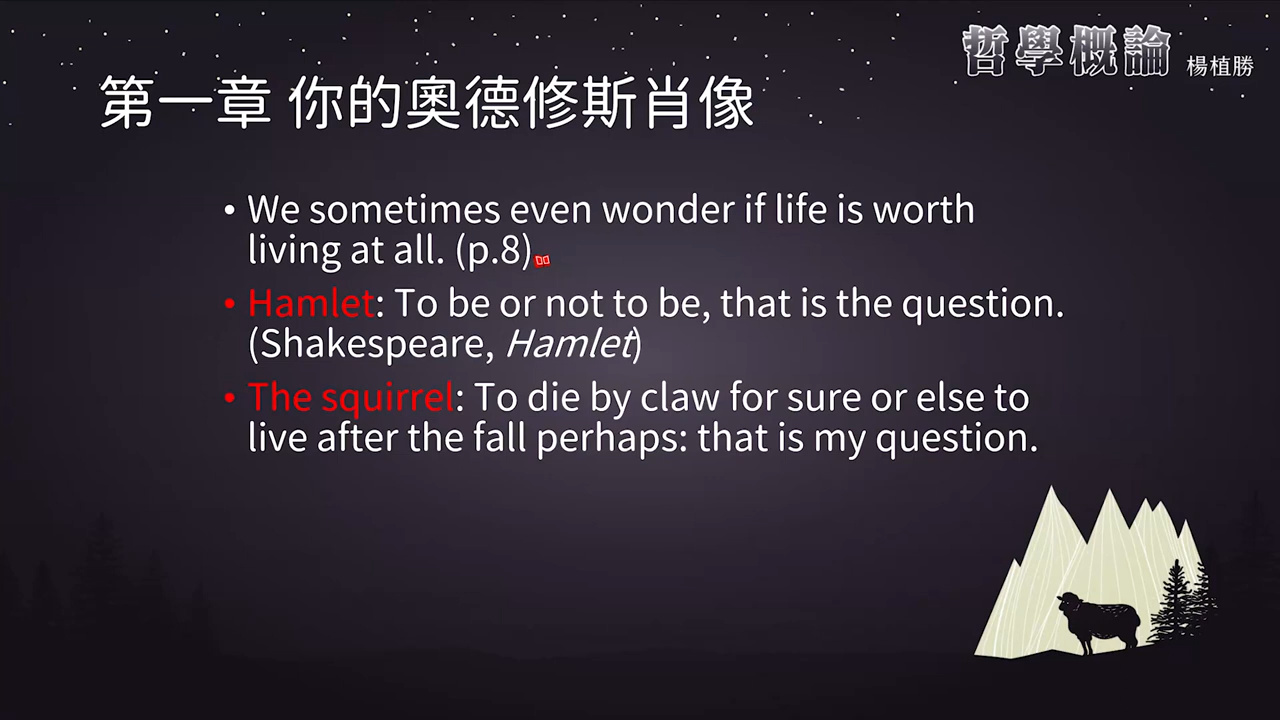 哲學概論 楊植勝
第一章 你的奧德修斯肖像
• We sometimes even wonder if life is worth
living at all. (p.8)
• Hamlet: To be or not to be, that is the question.
(Shakespeare, Hamlet)
• The squirrel: To die by claw for sure or else to
live after the fall perhaps: that is my question.